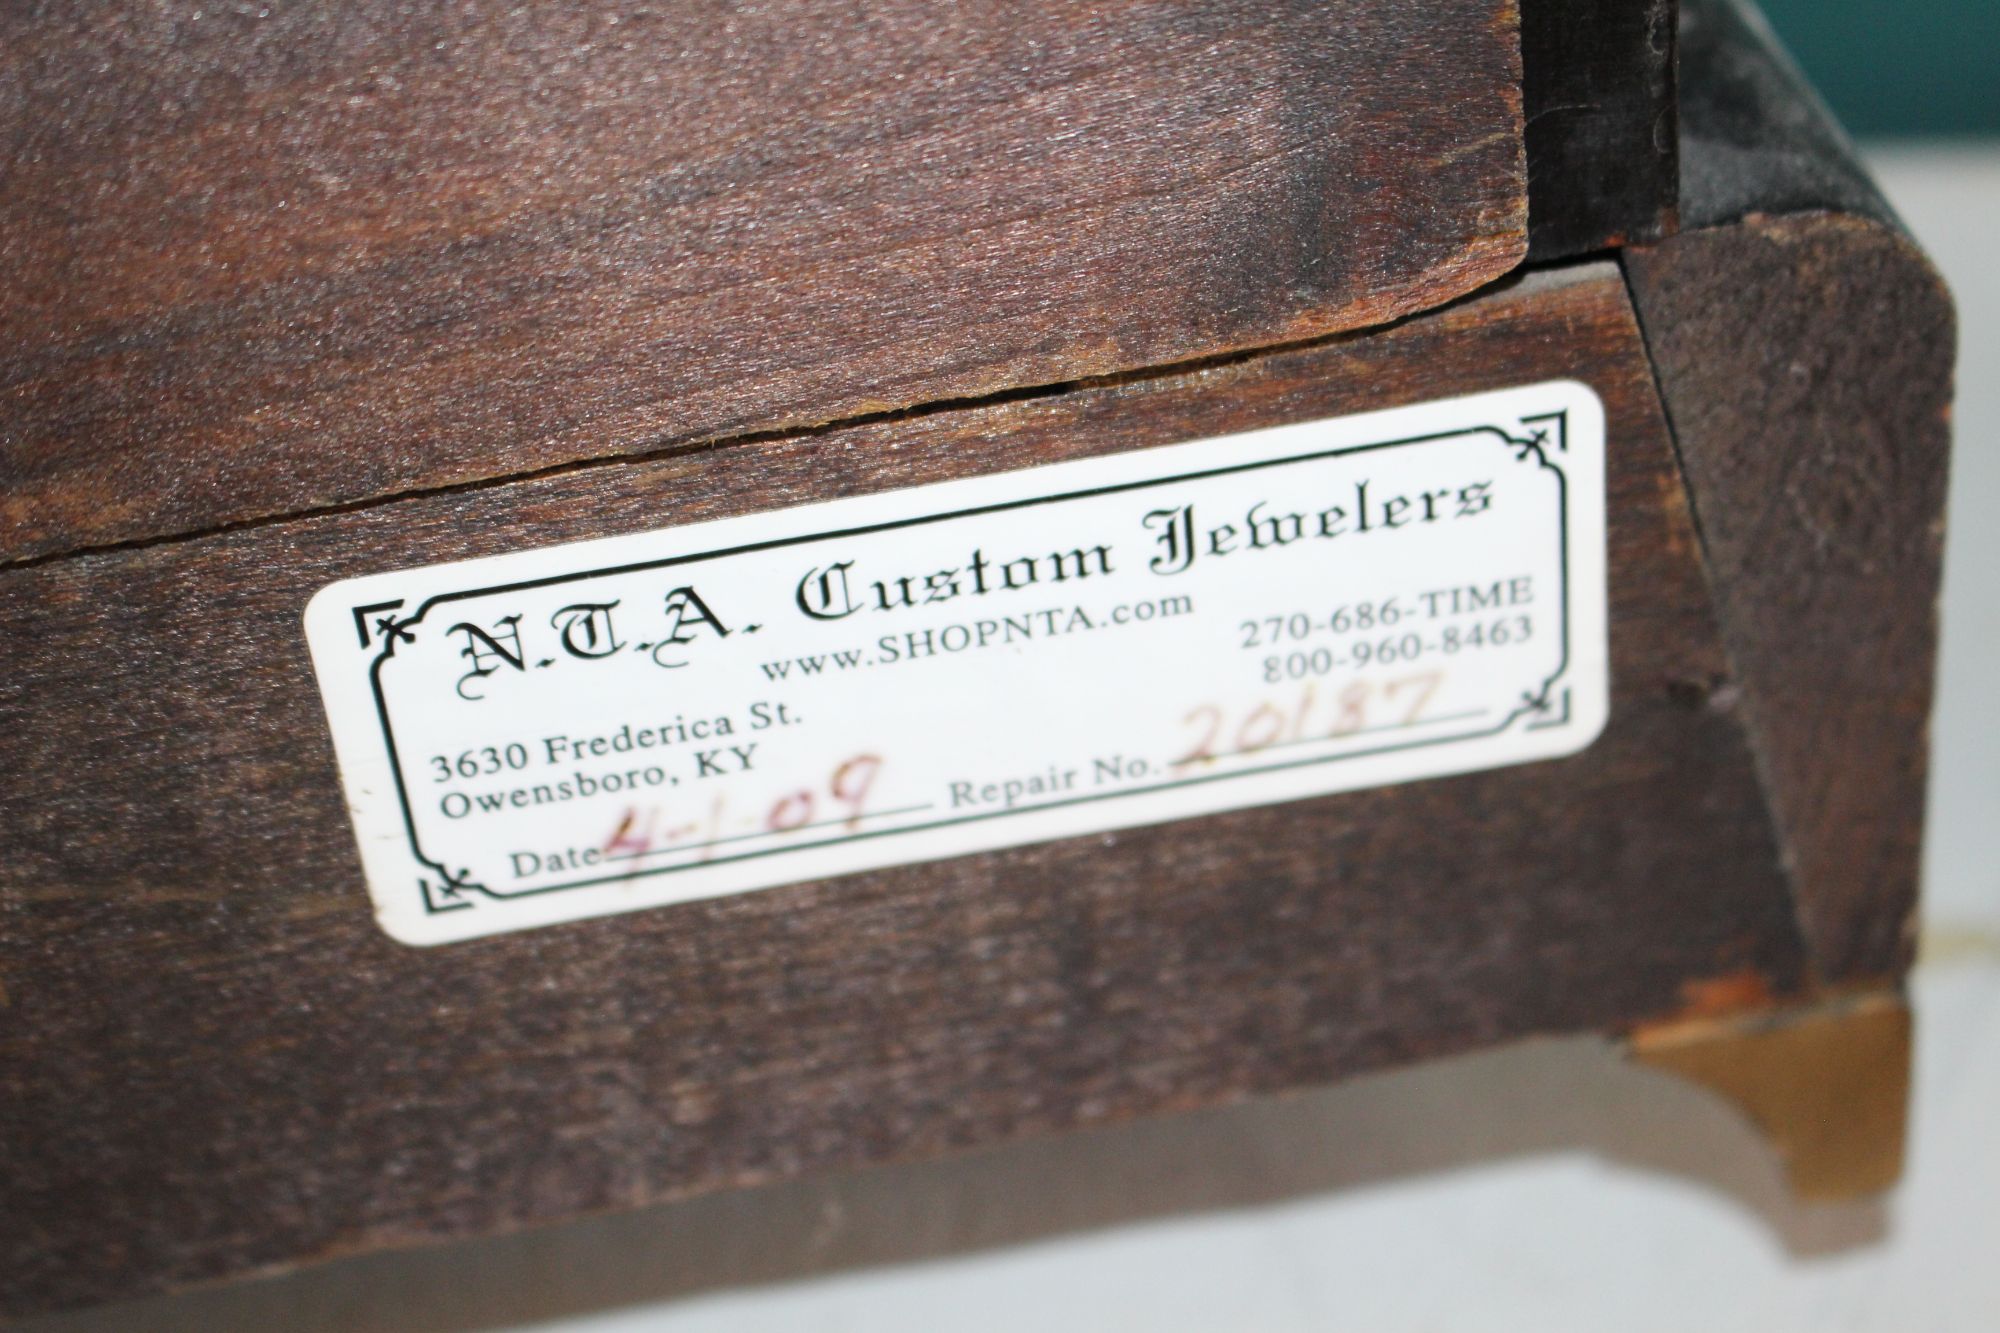 N.T.A. Custom Jewelers
www.SHOPNTA.com
270-686-TIME
800-960-8463
3630 Frederica St.
Owensboro, KY
Date 4-1-09 Repair No. 20187